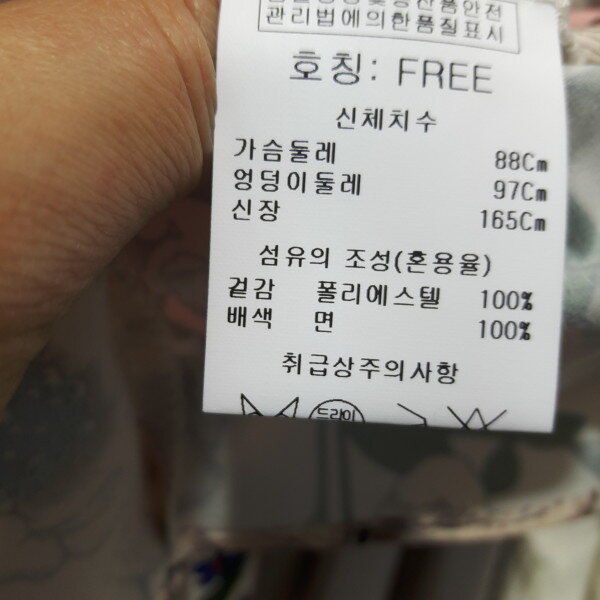 관리법에의한품질표시
호칭: FREE
신체치수
가슴둘레 88Cm
엉덩이둘레 97Cm
신장 165Cm
섬유의 조성(혼용율)
겉감 폴리에스텔 100%
배색 면 100%
취급상주의사항
드라이